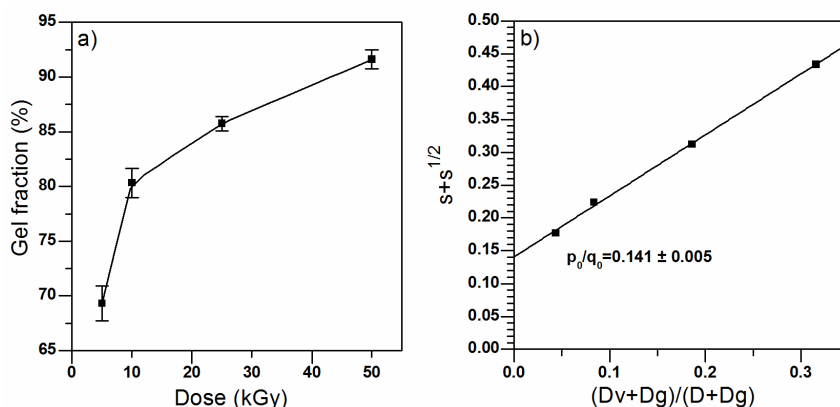 a)
Gel fraction (%)
95
90
85
80
75
70
65
0 10 20 30 40 50
Dose (kGy)
b)
s+s^1/2
0.50
0.45
0.40
0.35
0.30
0.25
0.20
0.15
0.10
0.05
0.00
p₀/q₀=0.141 ± 0.005
0.0 0.1 0.2 0.3
(Dv+Dg)/(D+Dg)